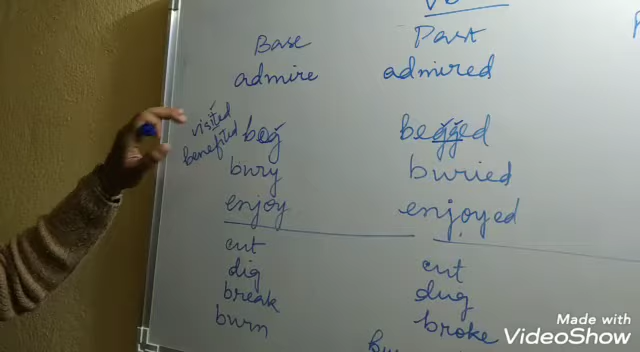 Base Past
admire admired
visited
benefited
beg begged
bury buried
enjoy enjoyed
cut cut
dig dug
break broke
burn
Made with
VideoShow